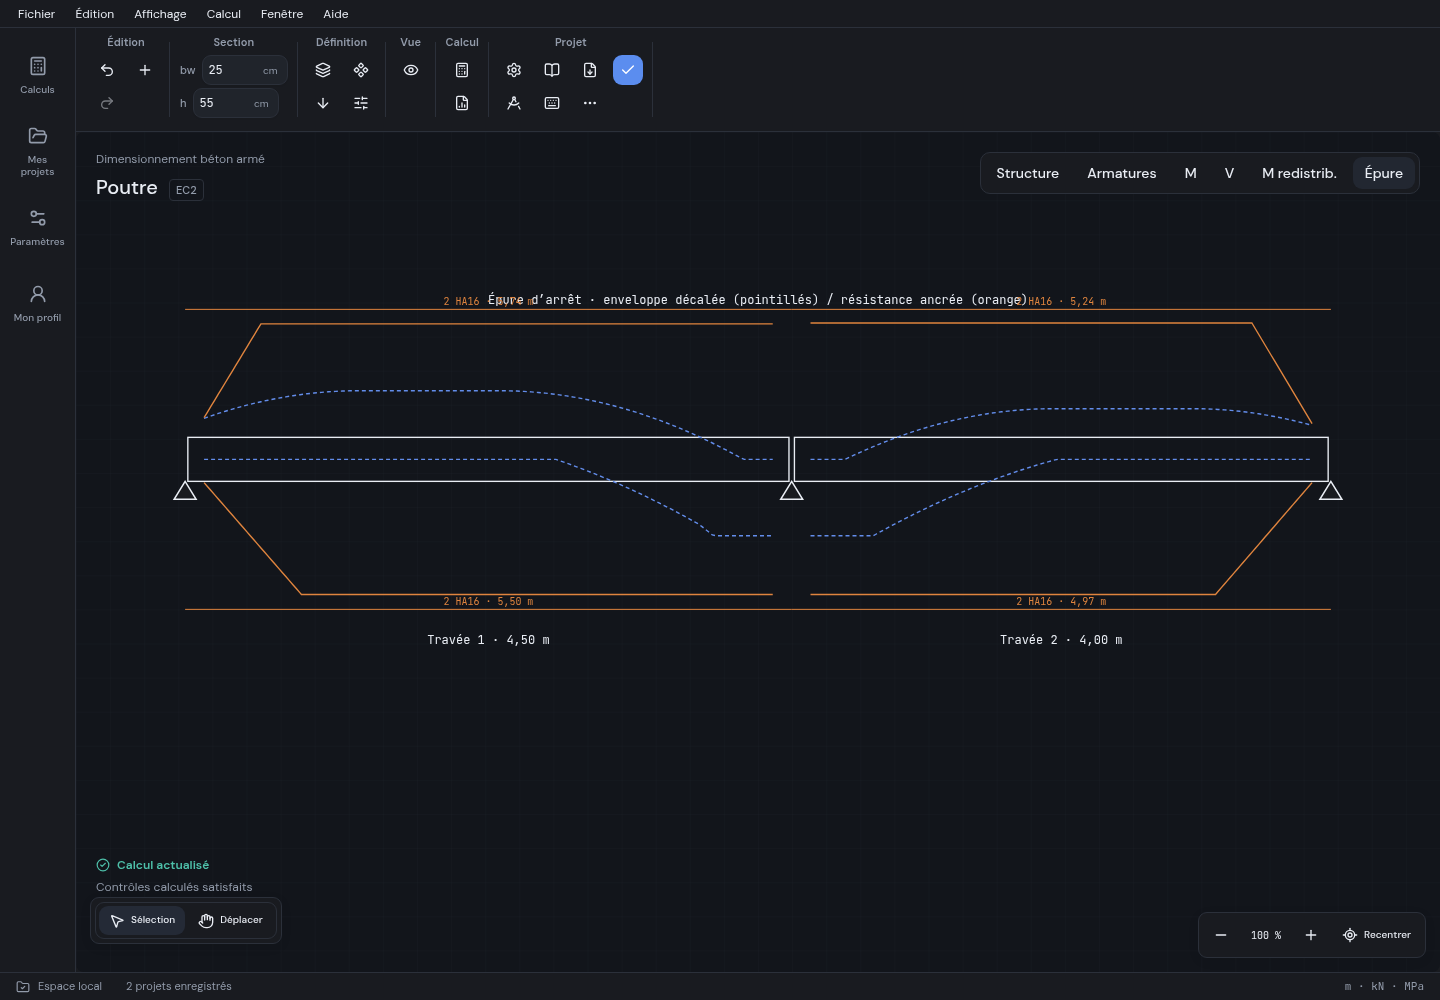 Fichier Édition Affichage Calcul Fenêtre Aide
Édition Section Définition Vue Calcul Projet
bw 25 cm
h 55 cm
Calculs
Mes
projets
Paramètres
Mon profil
Dimensionnement béton armé
Poutre EC2
Structure Armatures M V M redistrib. Épure
Épure d’arrêt · enveloppe décalée (pointillés) / résistance ancrée (orange)
2 HA16 ·
HA16 · 5,24 m
2 HA16 · 5,50 m
2 HA16 · 4,97 m
Travée 1 · 4,50 m
Travée 2 · 4,00 m
Calcul actualisé
Contrôles calculés satisfaits
Sélection Déplacer
100 % Recentrer
Espace local 2 projets enregistrés m · kN · MPa